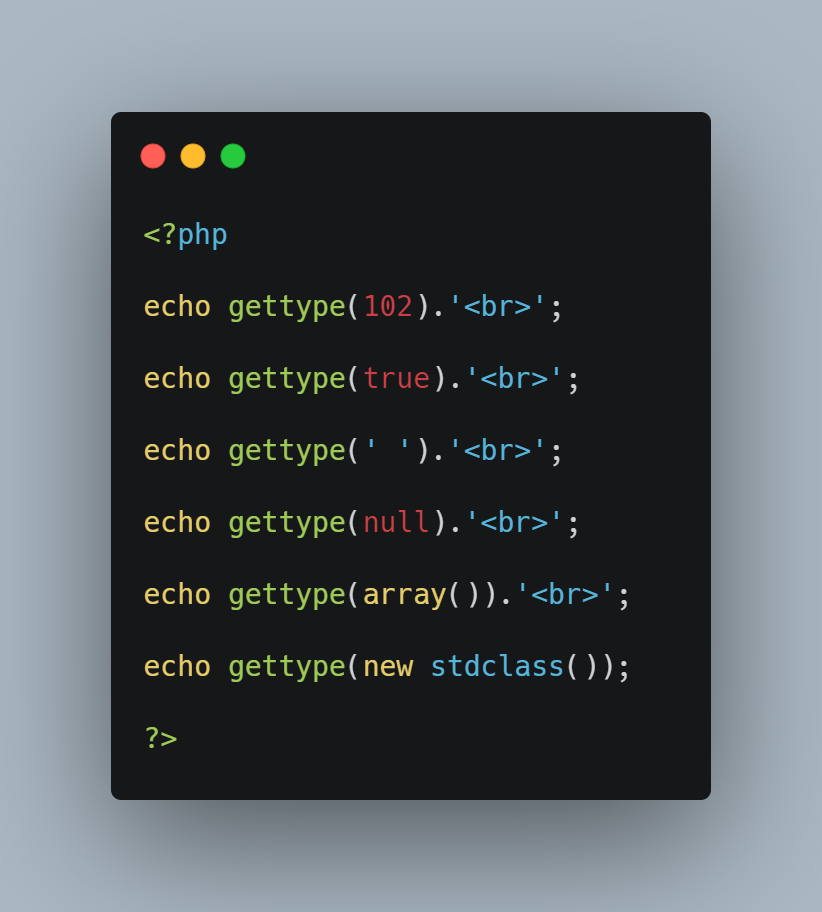 <?php
echo gettype(102).'<br>';
echo gettype(true).'<br>';
echo gettype(' ').'<br>';
echo gettype(null).'<br>';
echo gettype(array()).'<br>';
echo gettype(new stdclass());
?>